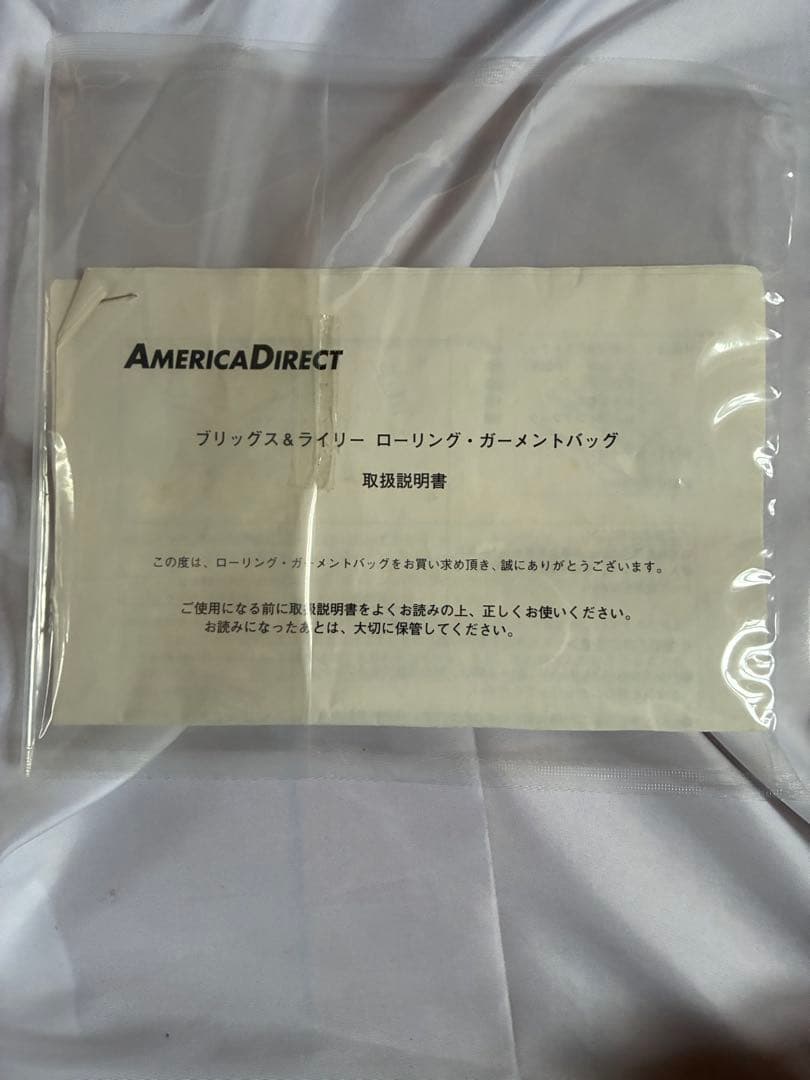 AMERICADIRECT
ブリッグス&ライリー ローリング・ガーメントバッグ
取扱説明書
この度は、ローリング・ガーメントバッグをお買い求め頂き、誠にありがとうございます。
ご使用になる前に取扱説明書をよくお読みの上、正しくお使いください。
お読みになったあとは、大切に保管してください。